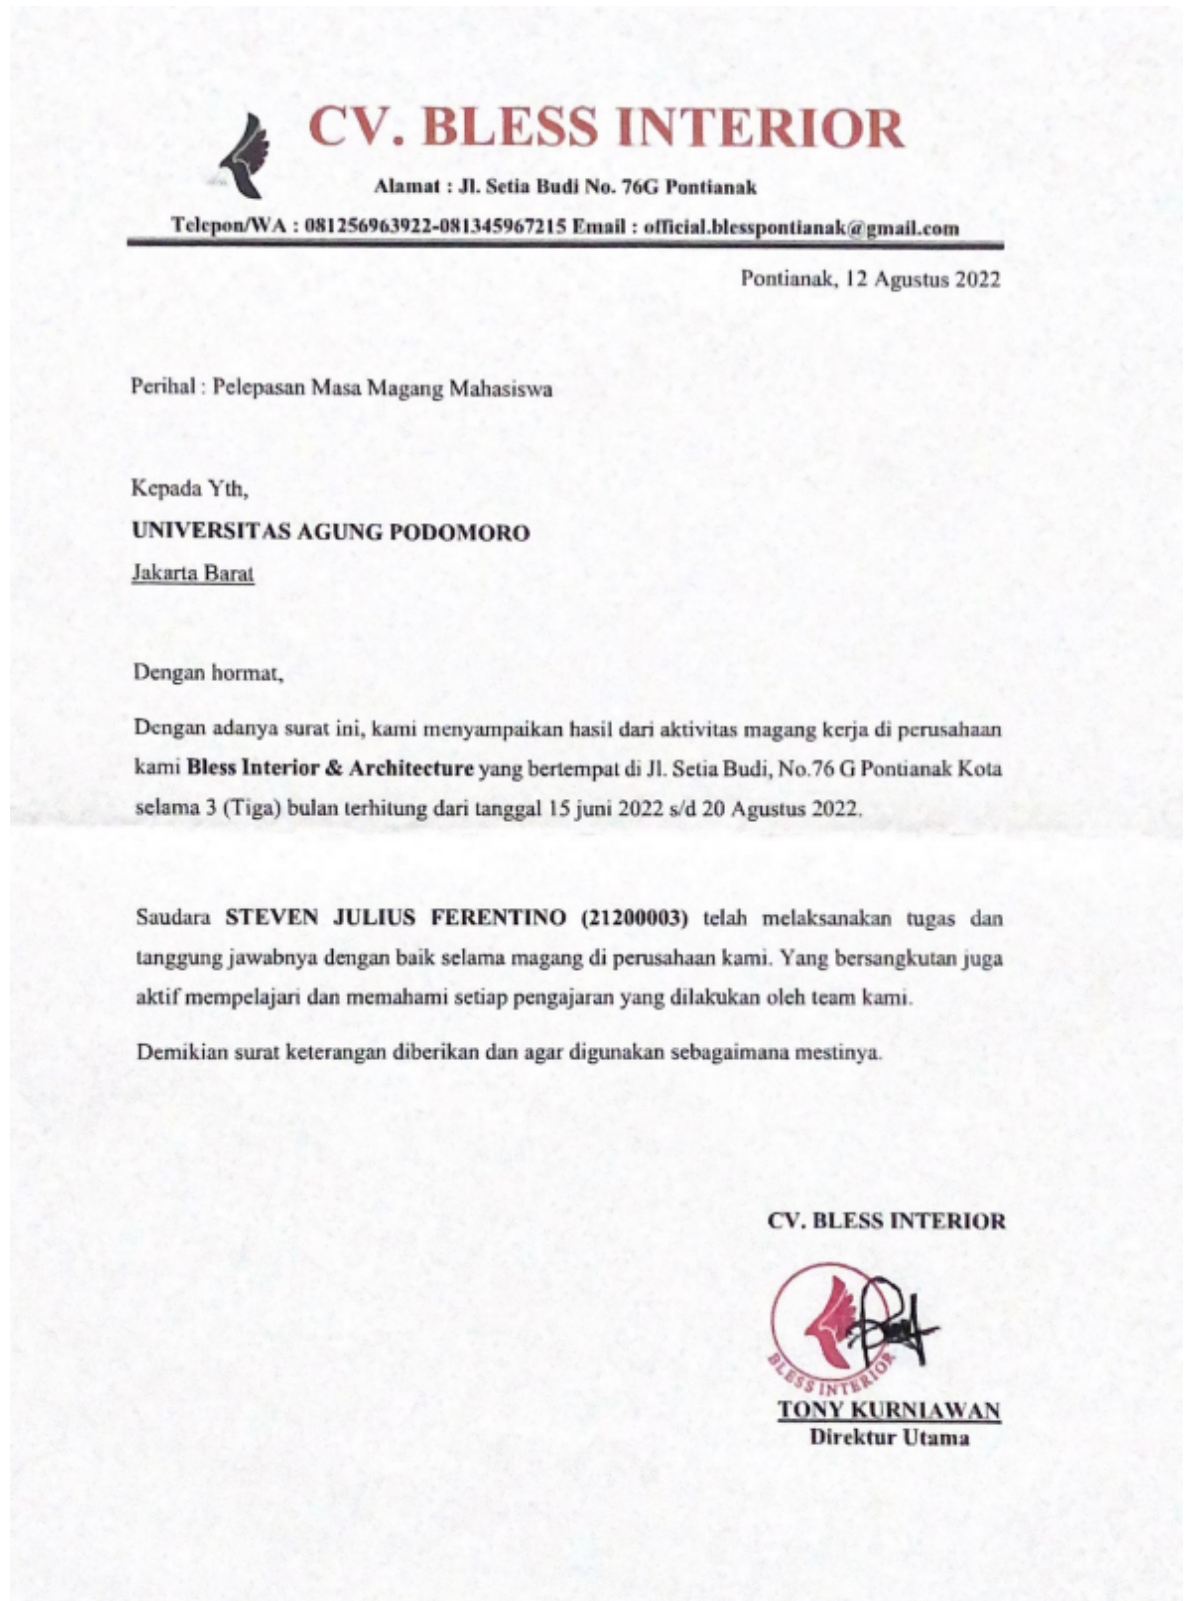 CV. BLESS INTERIOR
Alamat : Jl. Setia Budi No. 76G Pontianak
Telepon/WA : 081256963922-081345967215 Email : official.blesspontianak@gmail.com
Pontianak, 12 Agustus 2022
Perihal : Pelepasan Masa Magang Mahasiswa
Kepada Yth,
UNIVERSITAS AGUNG PODOMORO
Jakarta Barat
Dengan hormat,
Dengan adanya surat ini, kami menyampaikan hasil dari aktivitas magang kerja di perusahaan
kami Bless Interior & Architecture yang bertempat di Jl. Setia Budi, No.76 G Pontianak Kota
selama 3 (Tiga) bulan terhitung dari tanggal 15 juni 2022 s/d 20 Agustus 2022.
Saudara STEVEN JULIUS FERENTINO (21200003) telah melaksanakan tugas dan
tanggung jawabnya dengan baik selama magang di perusahaan kami. Yang bersangkutan juga
aktif mempelajari dan memahami setiap pengajaran yang dilakukan oleh team kami.
Demikian surat keterangan diberikan dan agar digunakan sebagaimana mestinya.
CV. BLESS INTERIOR
BLESS INTERIOR
TONY KURNIAWAN
Direktur Utama